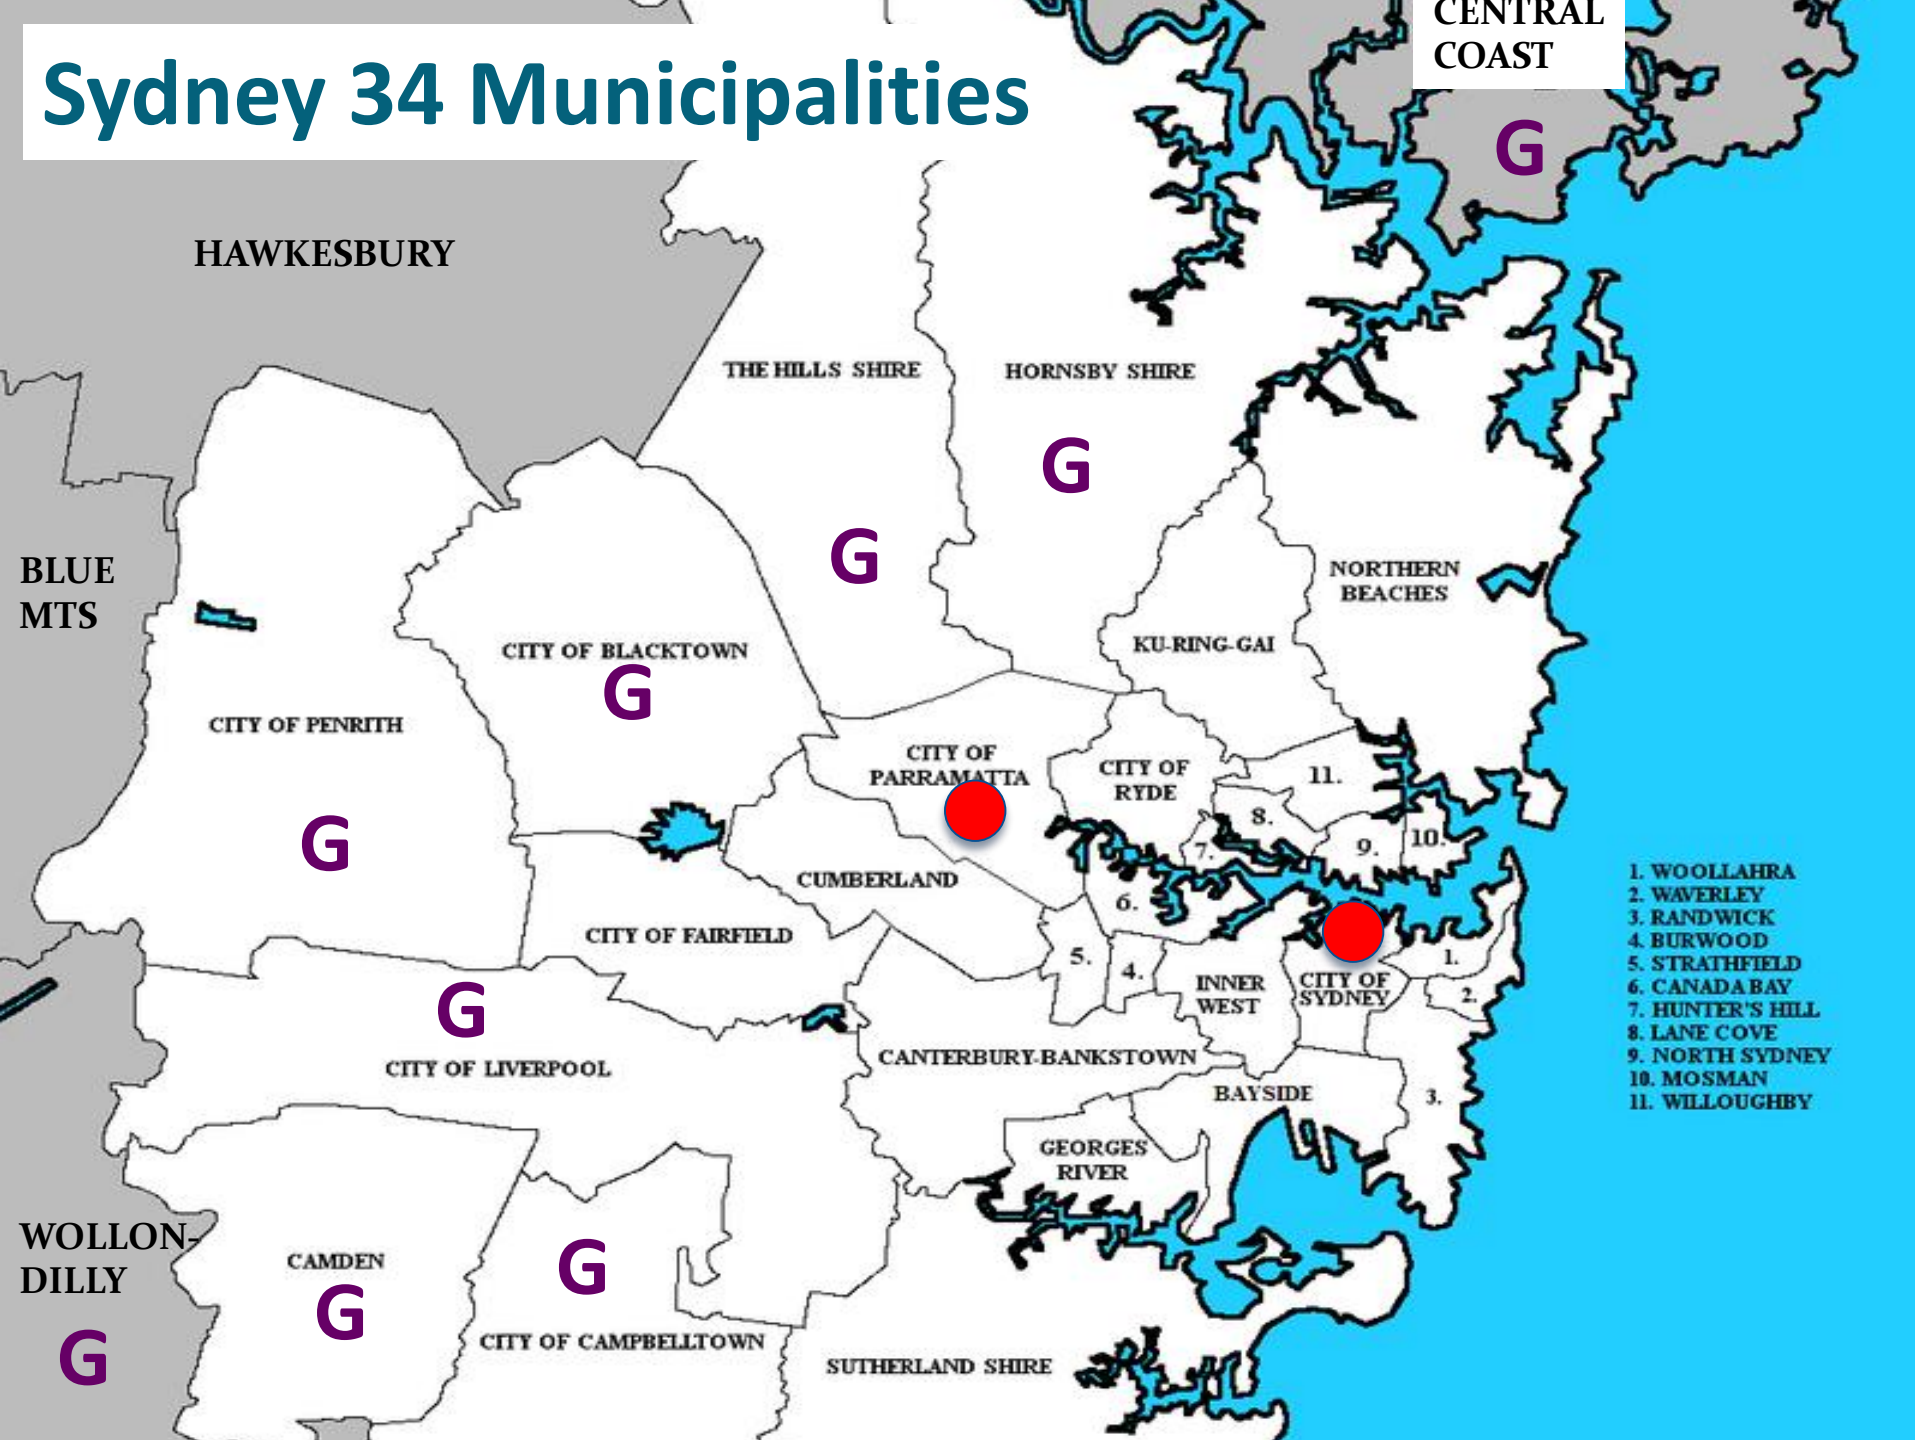 CENTRAL
COAST
Sydney 34 Municipalities
G
HAWKESBURY
THE HILLS SHIRE
HORNSBY SHIRE
G
G
BLUE
MTS
NORTHERN
BEACHES
KU-RING-GAI
CITY OF BLACKTOWN
G
CITY OF PENRITH
CITY OF
PARRAMATTA
CITY OF
RYDE
11.
8.
10.
9.
7.
G
CUMBERLAND
6.
CITY OF FAIRFIELD
5.
4.
1.
2.
INNER
WEST
CITY OF
SYDNEY
G
CITY OF LIVERPOOL
CANTERBURY-BANKSTOWN
BAYSIDE
3.
GEORGES
RIVER
1. WOOLLAHRA
2. WAVERLEY
3. RANDWICK
4. BURWOOD
5. STRATHFIELD
6. CANADA BAY
7. HUNTER'S HILL
8. LANE COVE
9. NORTH SYDNEY
10. MOSMAN
11. WILLOUGHBY
WOLLON-
DILLY
G
CAMDEN
G
G
CITY OF CAMPBELLTOWN
SUTHERLAND SHIRE